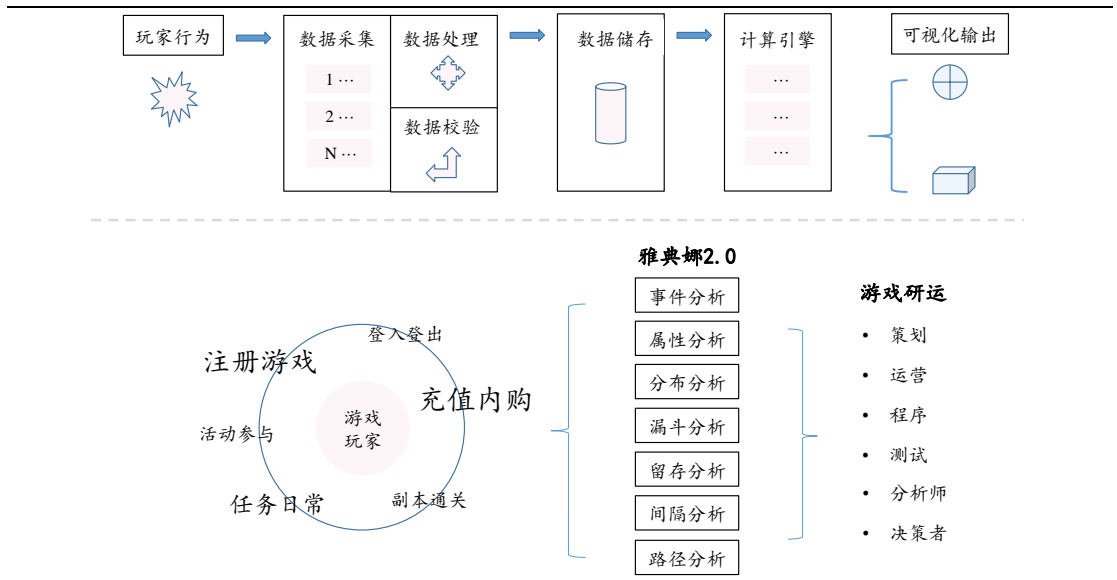 玩家行为
数据采集
1 …
2 …
N …
数据处理
数据校验
数据储存
计算引擎
…
…
…
可视化输出
登入登出
注册游戏
充值内购
游戏
玩家
活动参与
任务日常
副本通关
雅典娜2.0
事件分析
属性分析
分布分析
漏斗分析
留存分析
间隔分析
路径分析
游戏研运
• 策划
• 运营
• 程序
• 测试
• 分析师
• 决策者